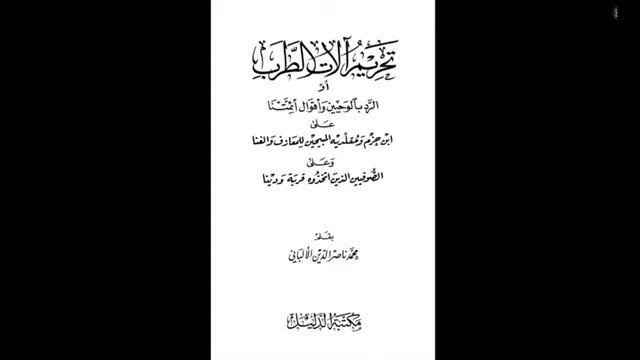 تحريم آلات الطرب
أو
الرد بالوحيين وأقوال أئمتنا
على
ابن حزم ومقلديه المبيحين للمعازف والغنا
وعلى
الصوفيين الذين اتخذوه قربة ودينا
بقلم
محمد ناصر الدين الألباني
مكتبة الدليل